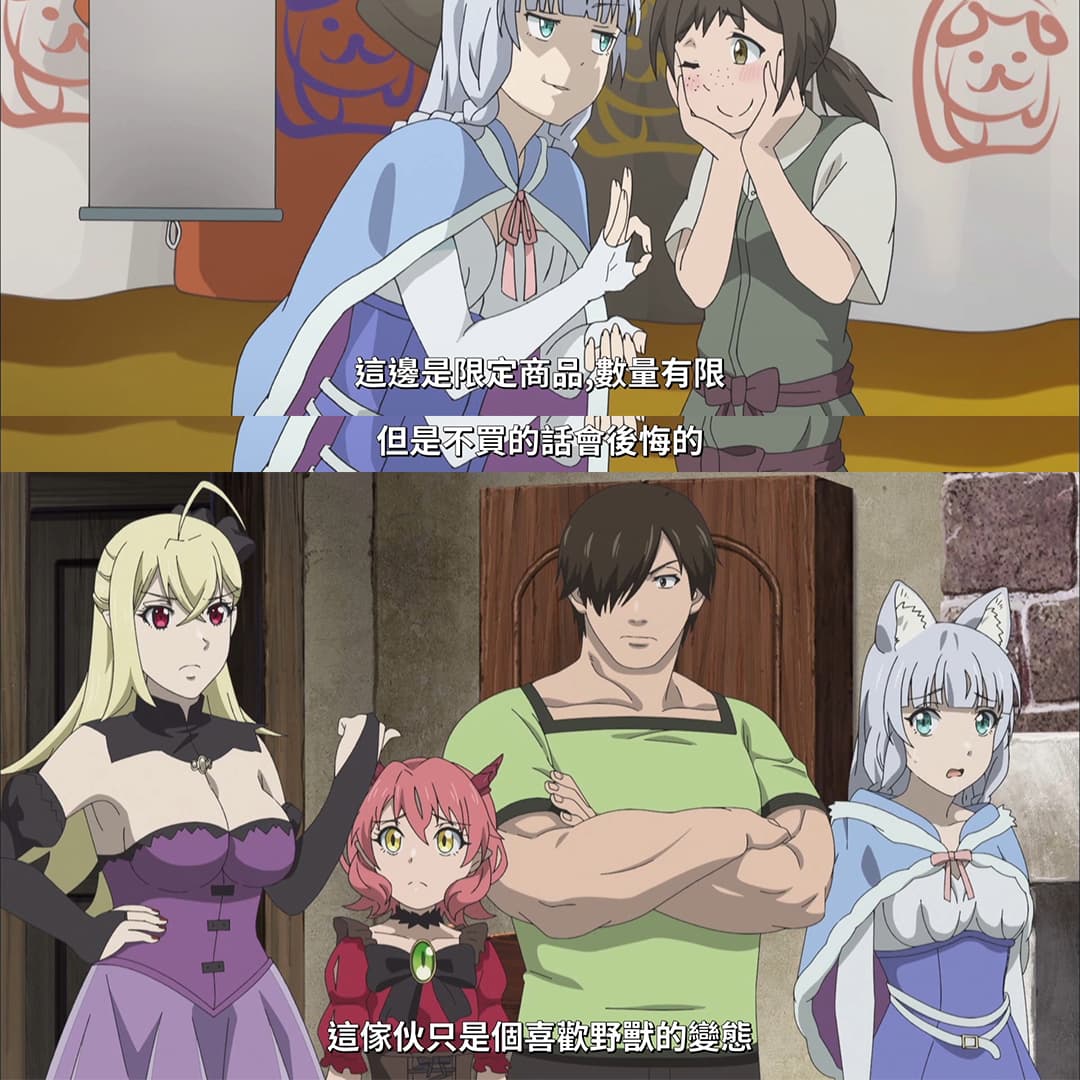 這邊是限定商品,數量有限
但是不買的話會後悔的
這傢伙只是個喜歡野獸的變態